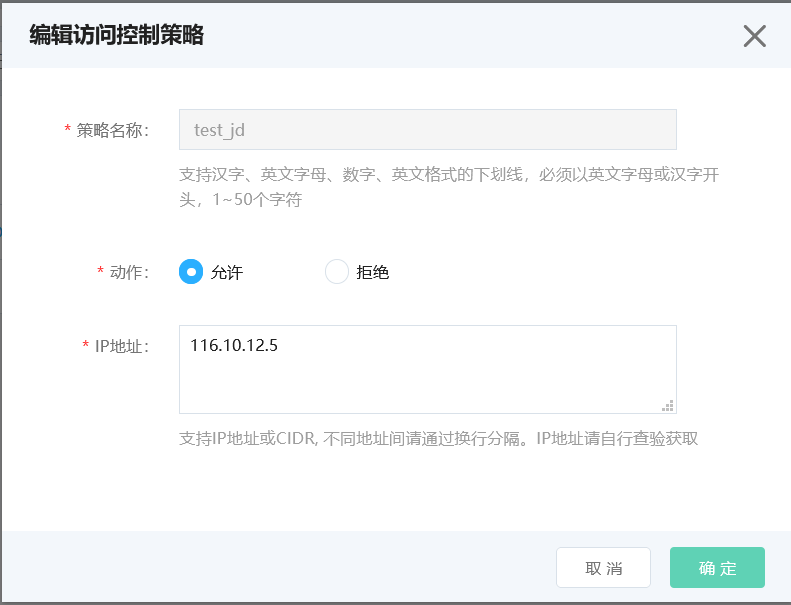 编辑访问控制策略
* 策略名称： test_jd
支持汉字、英文字母、数字、英文格式的下划线，必须以英文字母或汉字开
头，1~50个字符
* 动作： 允许 拒绝
* IP地址： 116.10.12.5
支持IP地址或CIDR, 不同地址间请通过换行分隔。IP地址请自行查验获取
取 消 确 定